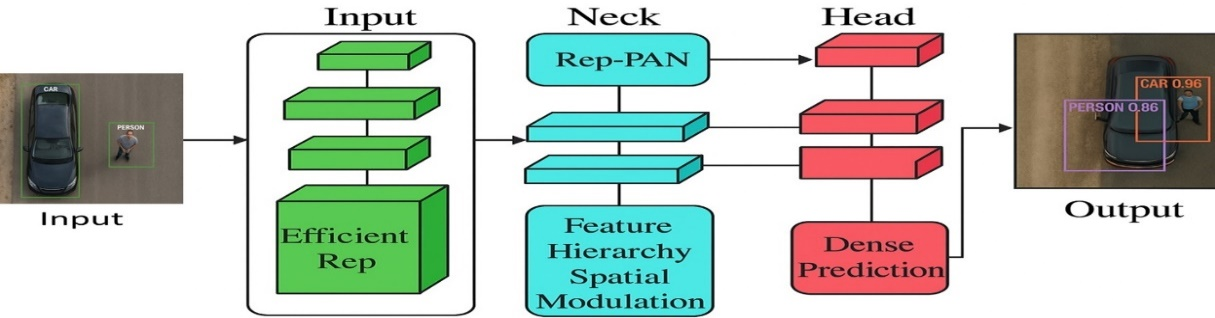 Input
Neck
Head
CAR
PERSON
Input
Efficient
Rep
Rep-PAN
Feature
Hierarchy
Spatial
Modulation
Dense
Prediction
CAR 0.96
PERSON 0.86
Output